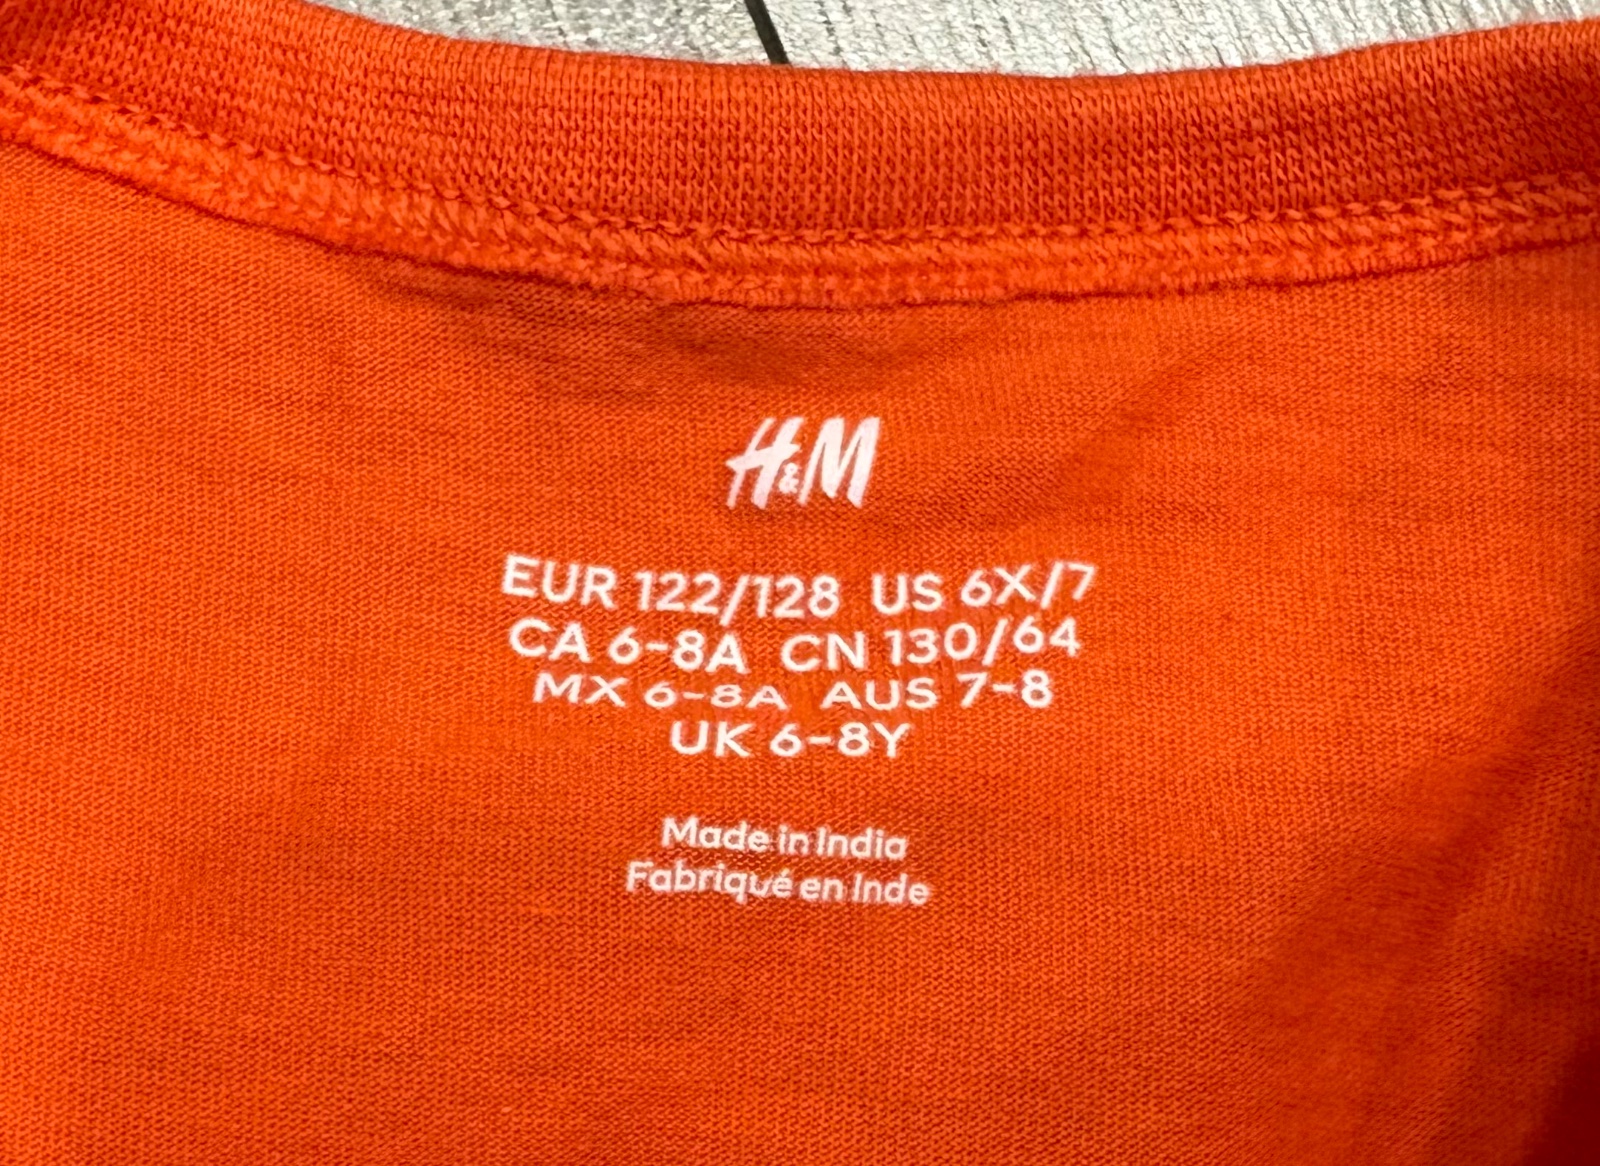 H&M
EUR 122/128 US 6X/7
CA 6-8A CN 130/64
MX 6-8A AUS 7-8
UK 6-8Y
Made in India
Fabriqué en Inde